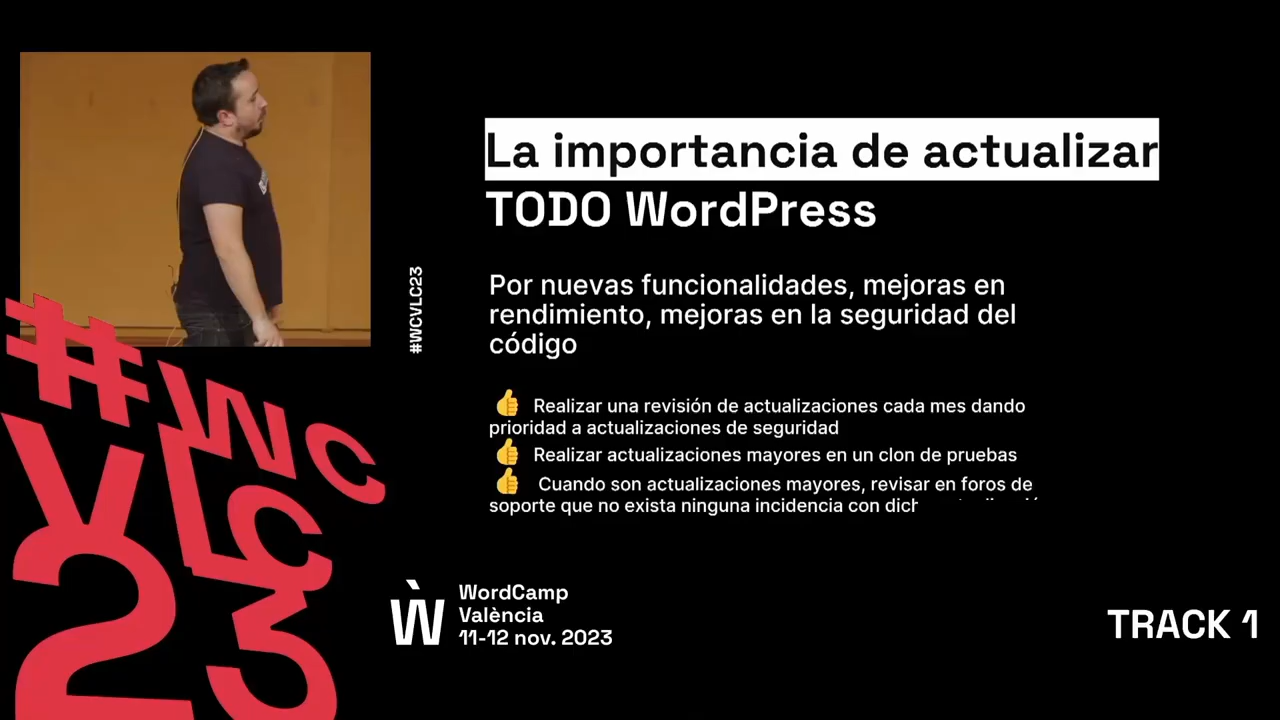 La importancia de actualizar
TODO WordPress
#WCVLC23
Por nuevas funcionalidades, mejoras en
rendimiento, mejoras en la seguridad del
código
👍 Realizar una revisión de actualizaciones cada mes dando
prioridad a actualizaciones de seguridad
👍 Realizar actualizaciones mayores en un clon de pruebas
👍 Cuando son actualizaciones mayores, revisar en foros de
soporte que no exista ninguna incidencia con
#WC
VLC
23
WordCamp
València
11-12 nov. 2023
TRACK 1